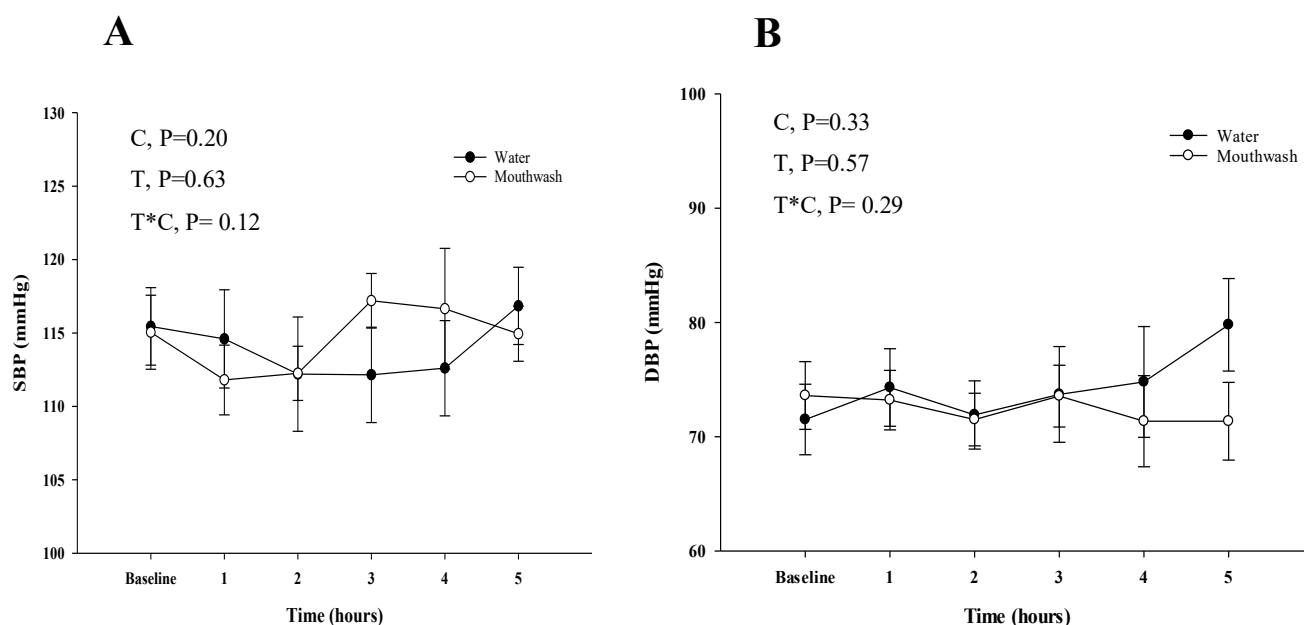 A
130
125
120
115
110
105
100
SBP (mmHg)
C, P=0.20
T, P=0.63
T*C, P= 0.12
Water
Mouthwash
Baseline 1 2 3 4 5
Time (hours)
B
100
90
80
70
60
DBP (mmHg)
C, P=0.33
T, P=0.57
T*C, P= 0.29
Water
Mouthwash
Baseline 1 2 3 4 5
Time (hours)